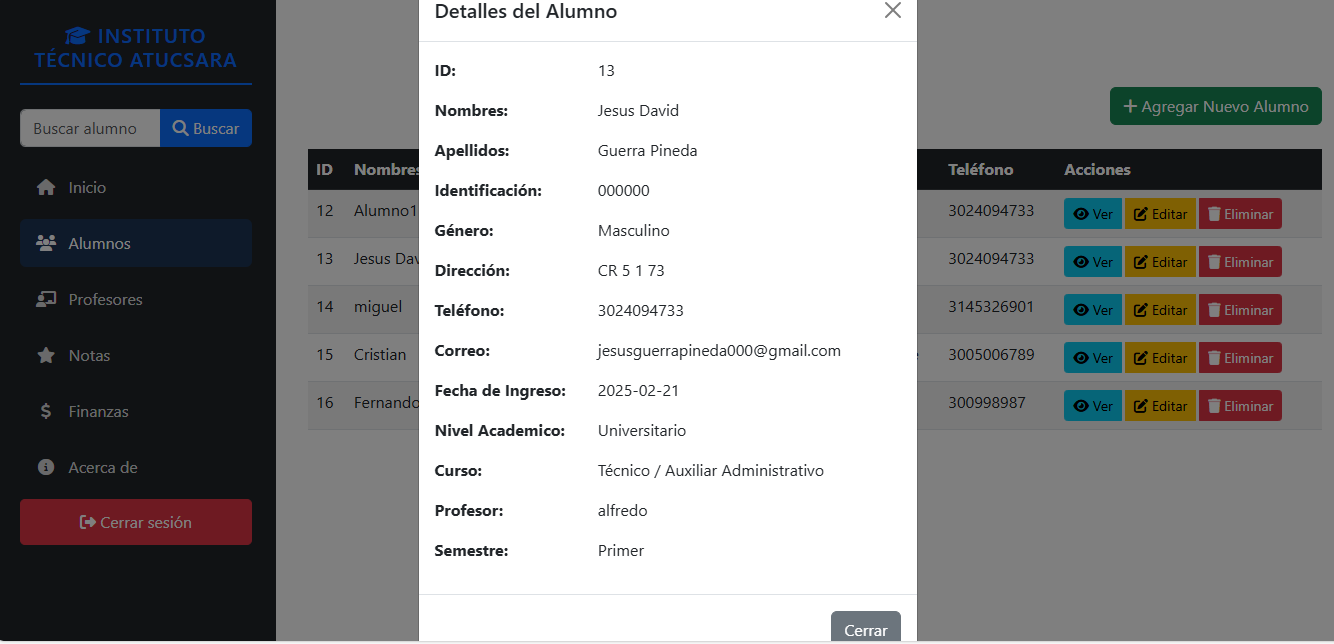 INSTITUTO
TÉCNICO ATUCSARA
Buscar alumno
Buscar
Inicio
Alumnos
Profesores
Notas
Finanzas
Acerca de
Cerrar sesión
Agregar Nuevo Alumno
ID Nombres Teléfono Acciones
12 Alumno1 3024094733 Ver Editar Eliminar
13 Jesus Dav 3024094733 Ver Editar Eliminar
14 miguel 3145326901 Ver Editar Eliminar
15 Cristian 3005006789 Ver Editar Eliminar
16 Fernando 300998987 Ver Editar Eliminar
Detalles del Alumno
ID: 13
Nombres: Jesus David
Apellidos: Guerra Pineda
Identificación: 000000
Género: Masculino
Dirección: CR 5 1 73
Teléfono: 3024094733
Correo: jesusguerrapineda000@gmail.com
Fecha de Ingreso: 2025-02-21
Nivel Academico: Universitario
Curso: Técnico / Auxiliar Administrativo
Profesor: alfredo
Semestre: Primer
Cerrar